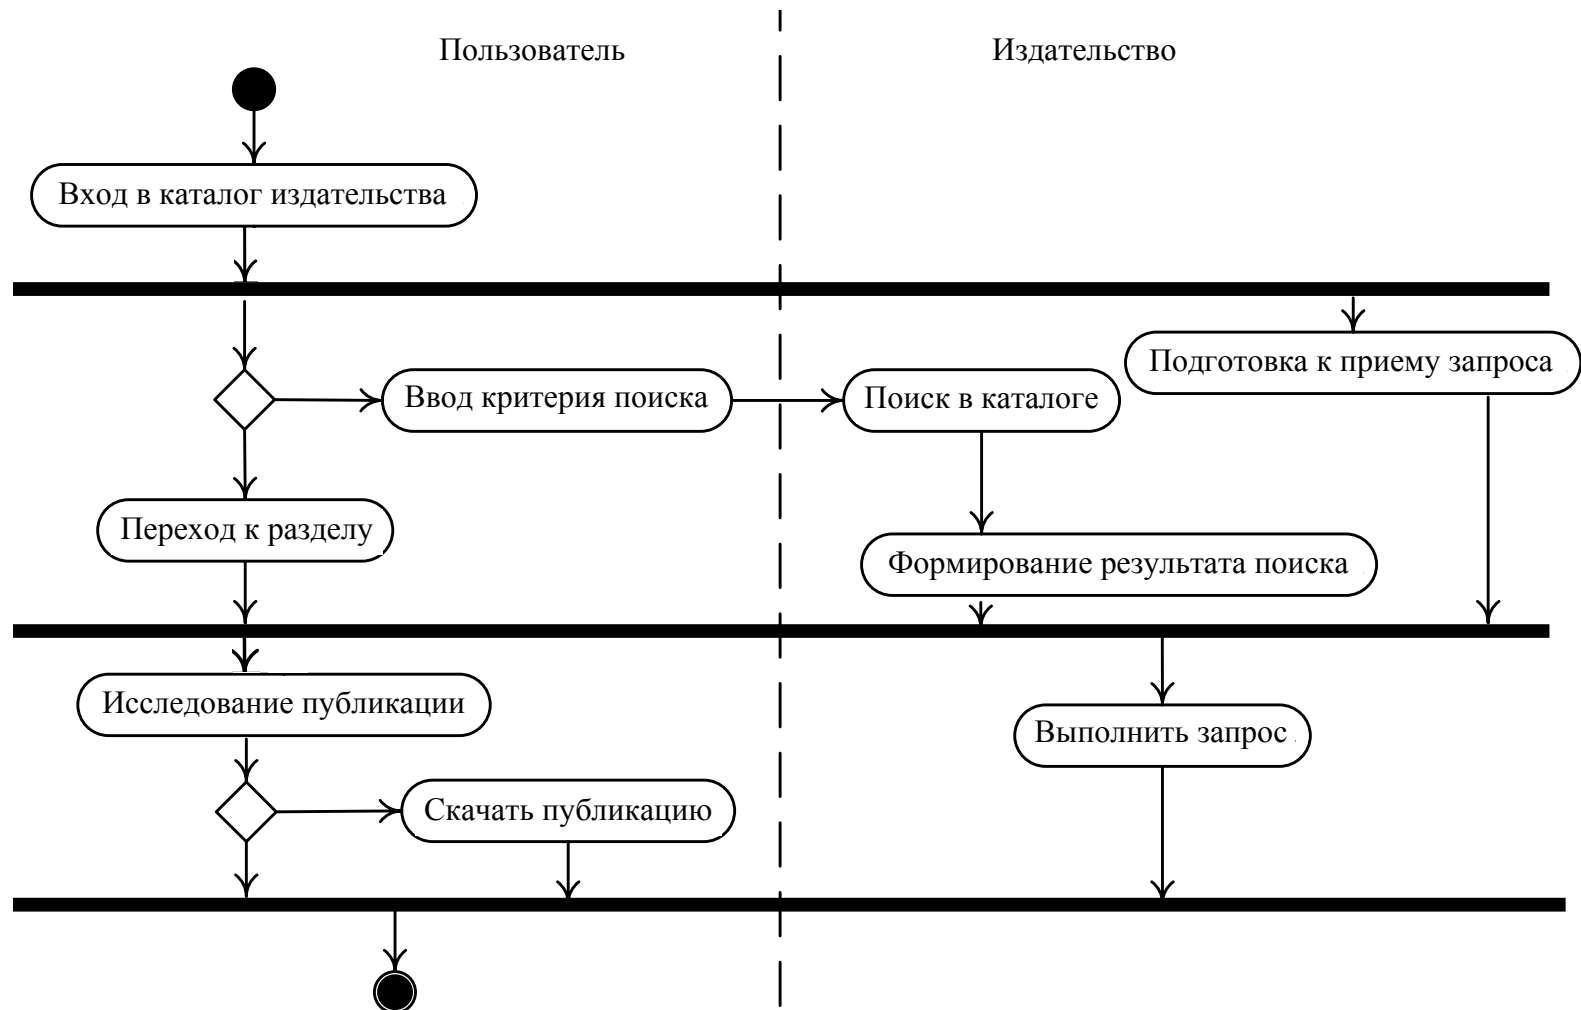 Пользователь
Издательство
Вход в каталог издательства
Подготовка к приему запроса
Ввод критерия поиска
Поиск в каталоге
Переход к разделу
Формирование результата поиска
Исследование публикации
Выполнить запрос
Скачать публикацию